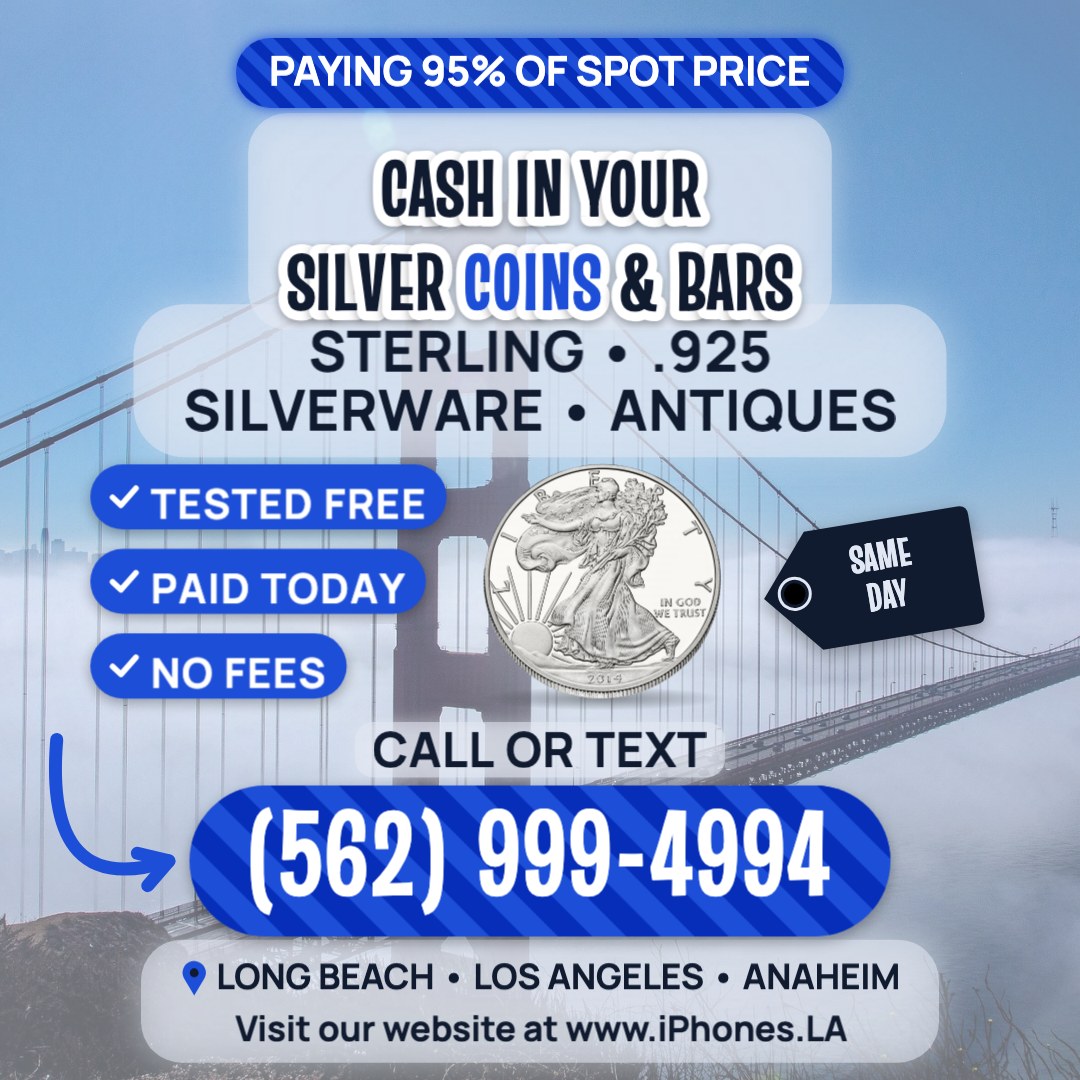 PAYING 95% OF SPOT PRICE
CASH IN YOUR
SILVER COINS & BARS
STERLING • .925
SILVERWARE • ANTIQUES
TESTED FREE
PAID TODAY
NO FEES
LIBERTY
IN GOD
WE TRUST
2014
SAME
DAY
CALL OR TEXT
(562) 999-4994
LONG BEACH • LOS ANGELES • ANAHEIM
Visit our website at www.iPhones.LA